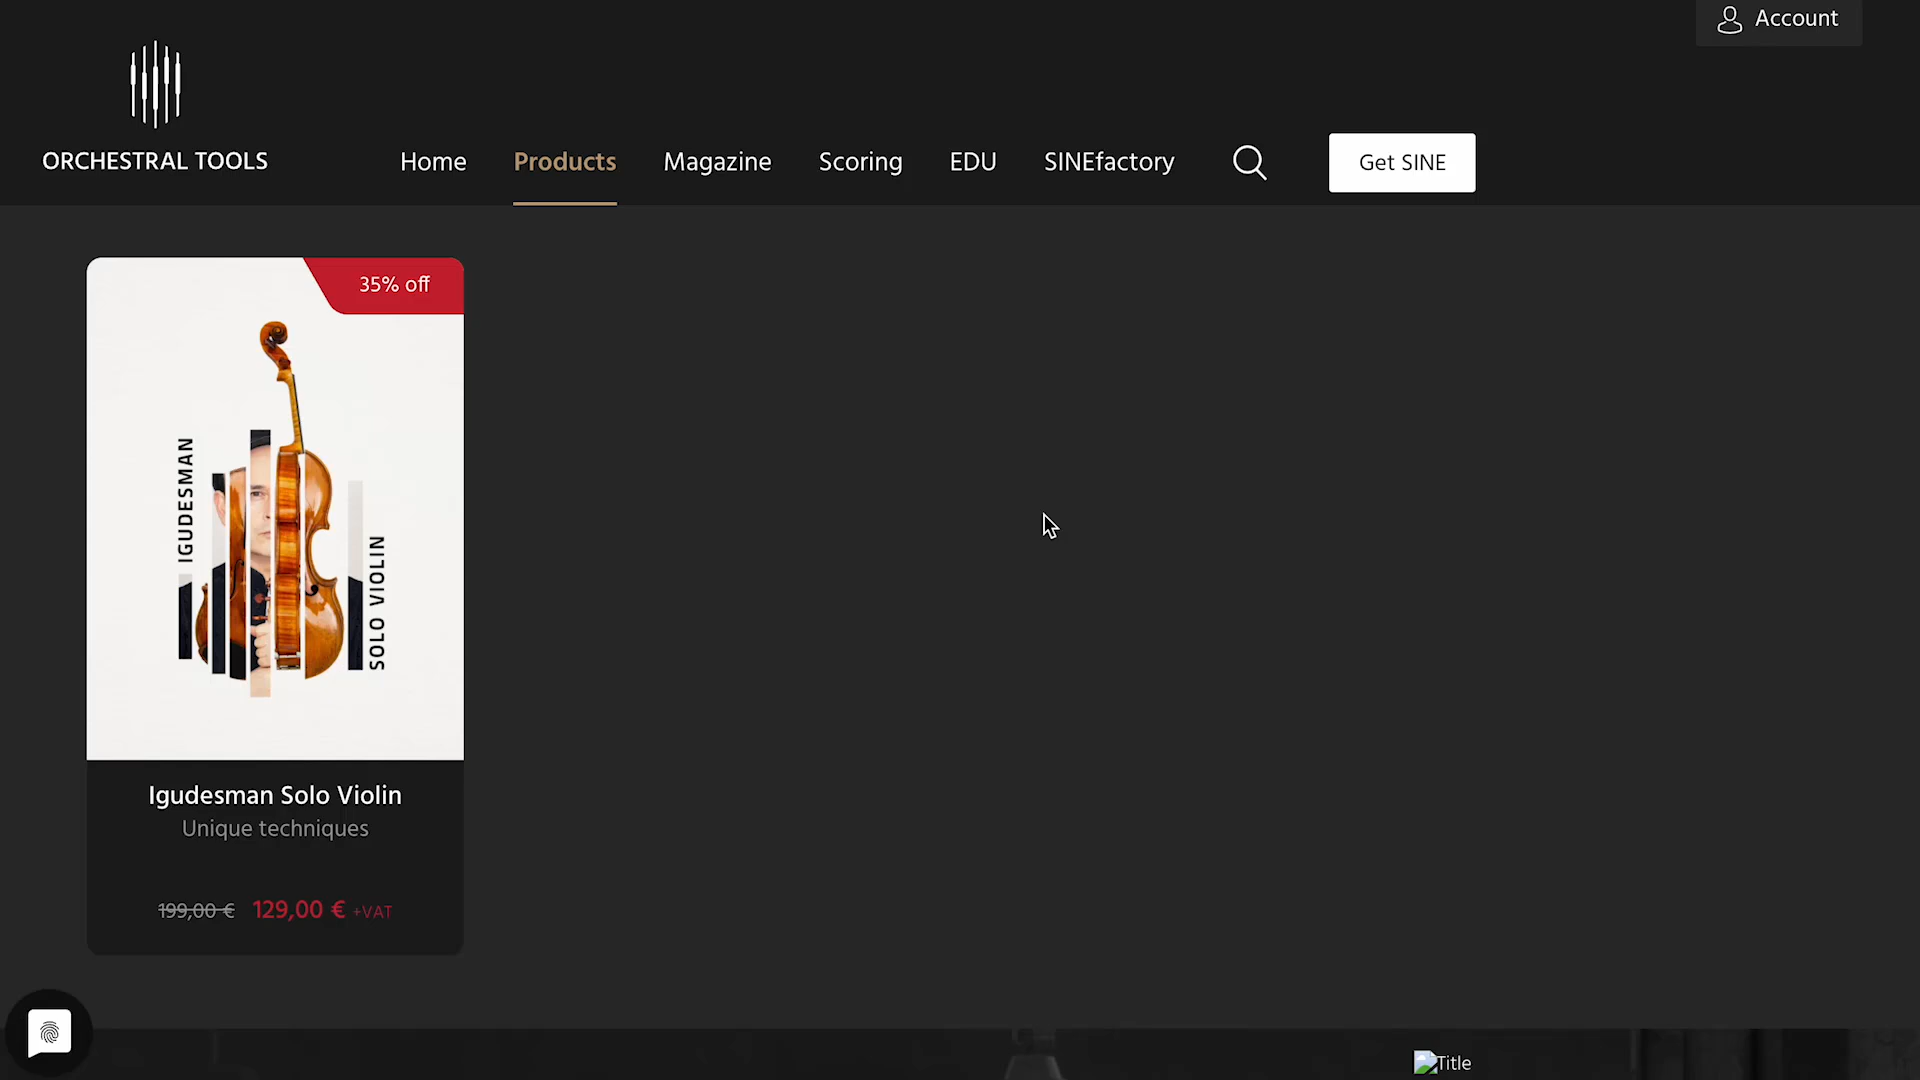 Account
ORCHESTRAL TOOLS
Home
Products
Magazine
Scoring
EDU
SINEfactory
Get SINE
35% off
IGUDESMAN
SOLO VIOLIN
Igudesman Solo Violin
Unique techniques
199,00 € 129,00 € +VAT
Title